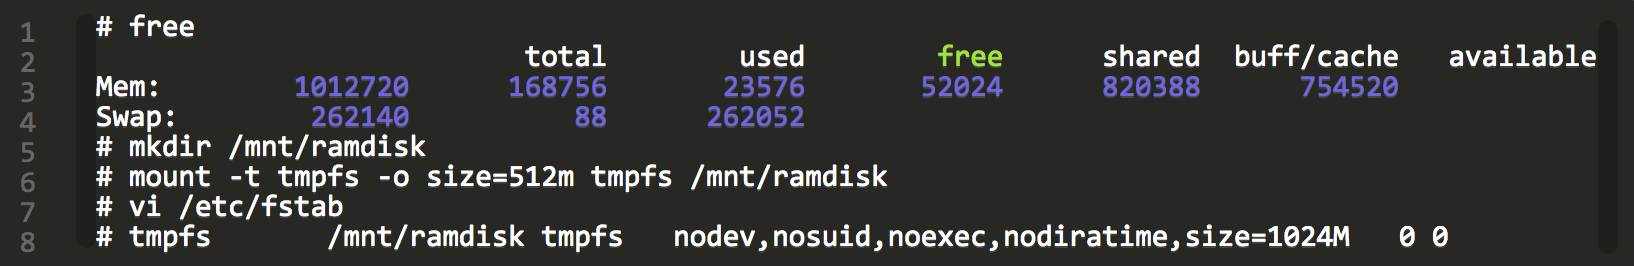 1 # free
2 total used free shared buff/cache available
3 Mem: 1012720 168756 23576 52024 820388 754520
4 Swap: 262140 88 262052
5 # mkdir /mnt/ramdisk
6 # mount -t tmpfs -o size=512m tmpfs /mnt/ramdisk
7 # vi /etc/fstab
8 # tmpfs /mnt/ramdisk tmpfs nodev,nosuid,noexec,nodiratime,size=1024M 0 0